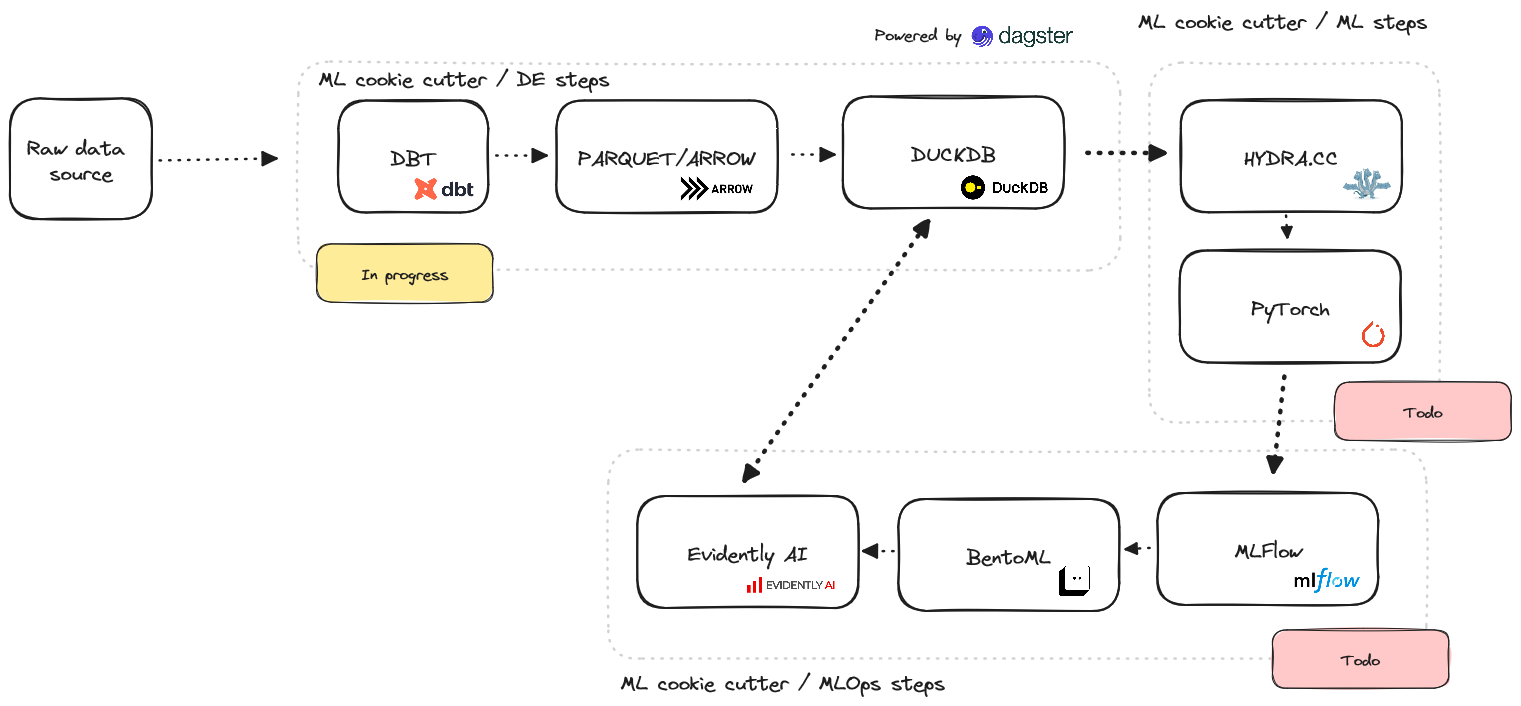 Powered by dagster
ML cookie cutter / ML steps
ML cookie cutter / DE steps
Raw data
source
DBT
dbt
PARQUET/ARROW
ARROW
DUCKDB
DuckDB
HYDRA.CC
In progress
PyTorch
Todo
Evidently AI
EVIDENTLY AI
BentoML
MLFlow
mlflow
Todo
ML cookie cutter / MLOps steps